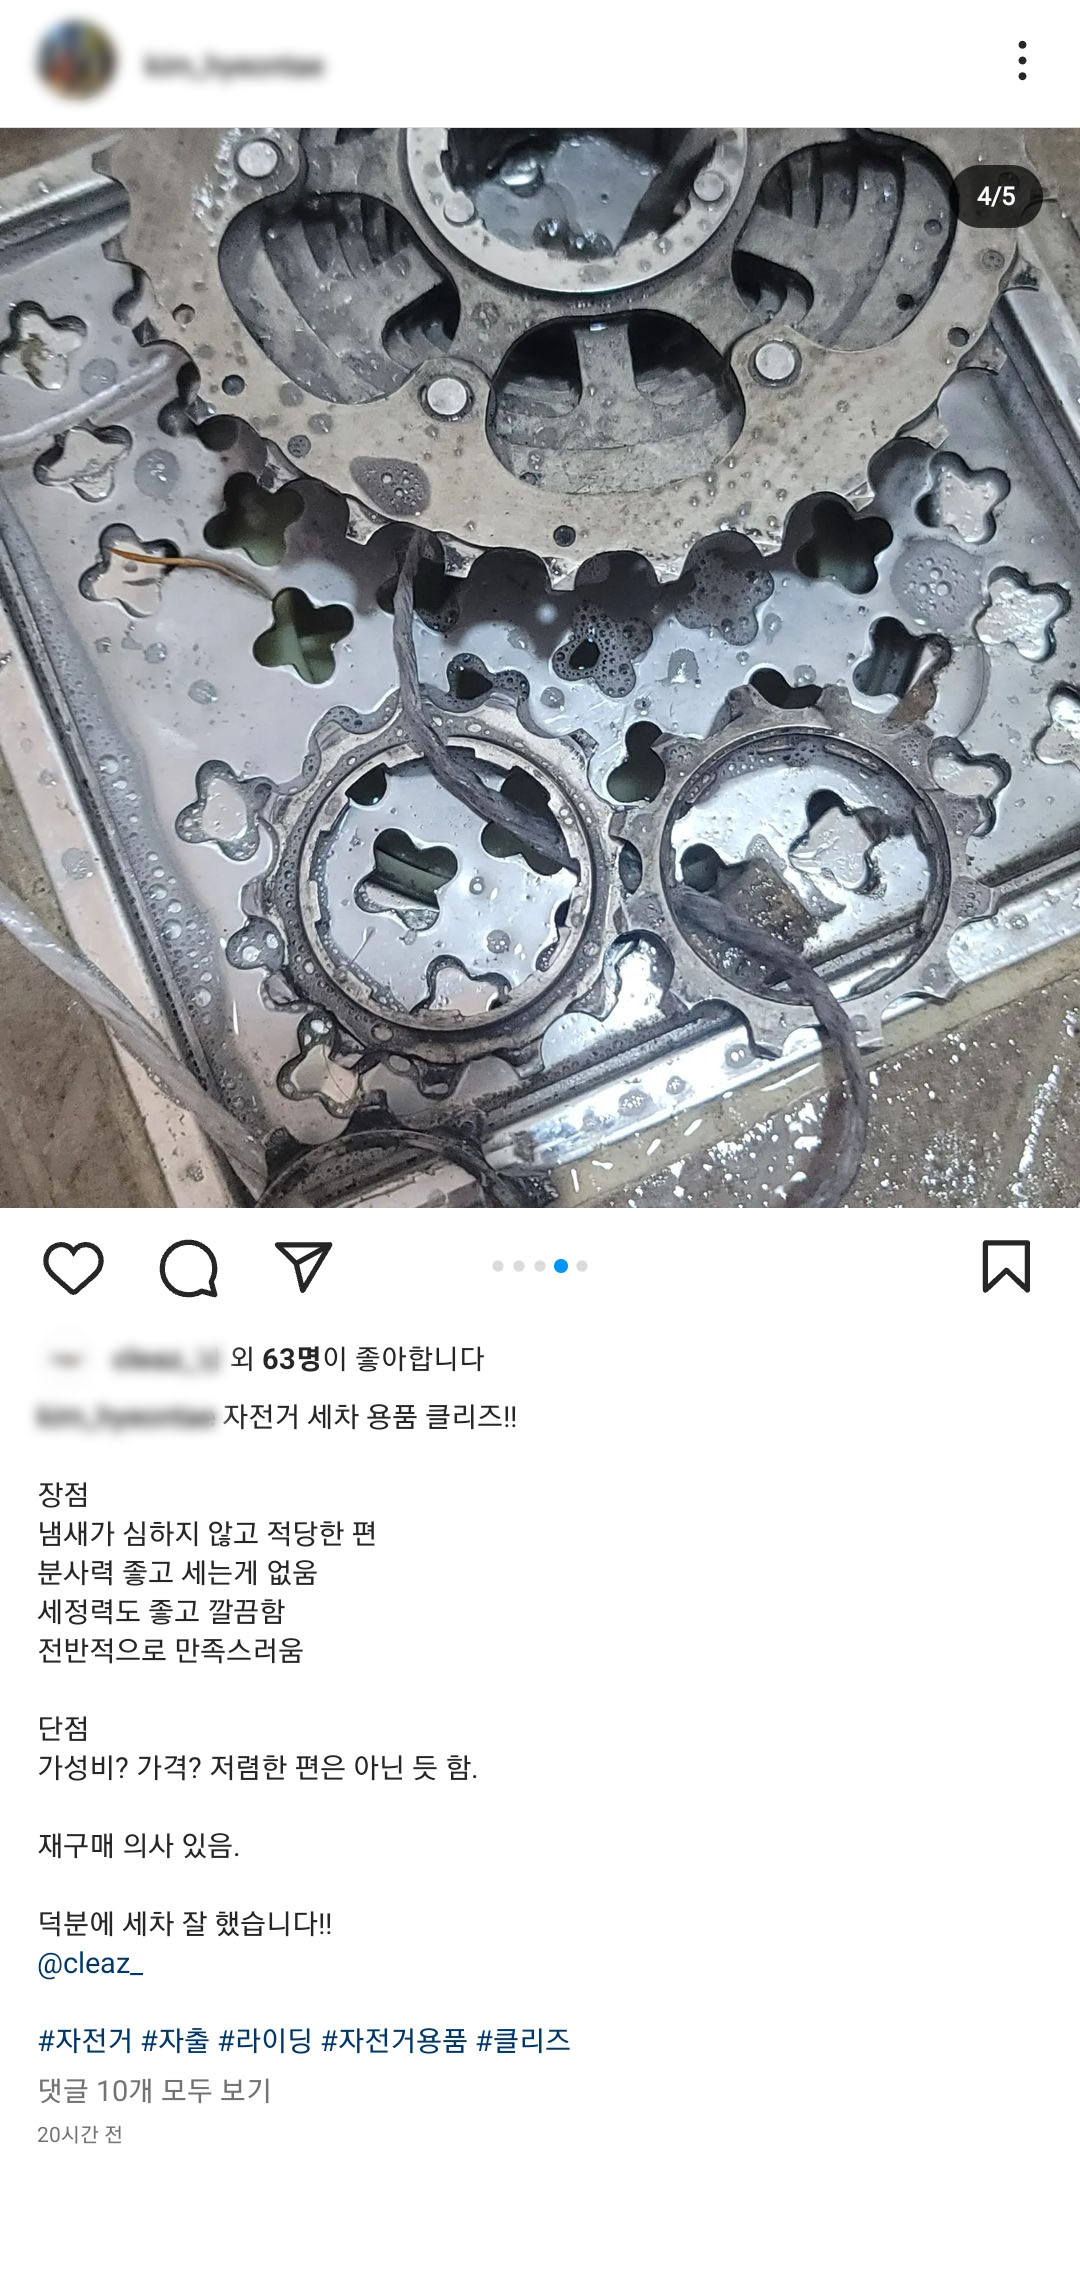 4/5
외 63명이 좋아합니다
자전거 세차 용품 클리즈!!
장점
냄새가 심하지 않고 적당한 편
분사력 좋고 세는게 없움
세정력도 좋고 깔끔함
전반적으로 만족스러움
단점
가성비? 가격? 저렴한 편은 아닌 듯 함.
재구매 의사 있음.
덕분에 세차 잘 했습니다!!
@cleaz_
#자전거 #자출 #라이딩 #자전거용품 #클리즈
댓글 10개 모두 보기
20시간 전